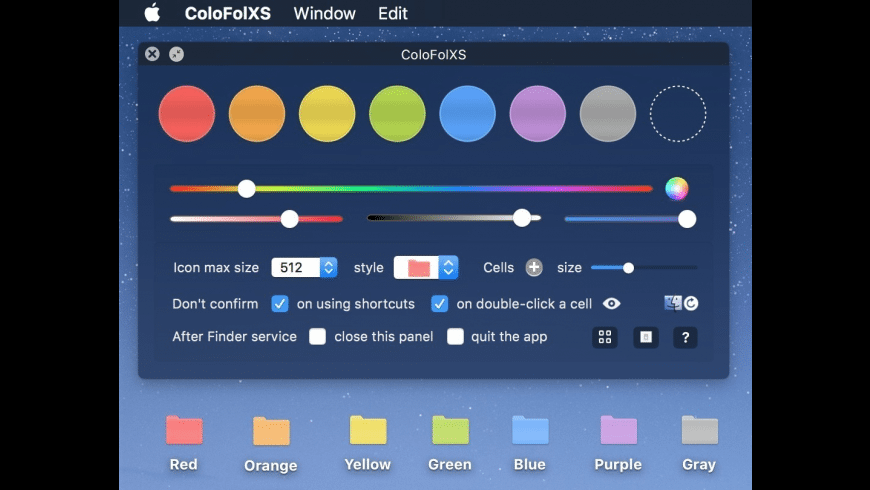 ColoFolXS Window Edit
ColoFolXS
Icon max size 512 style Cells size
Don't confirm on using shortcuts on double-click a cell
After Finder service close this panel quit the app ?
Red Orange Yellow Green Blue Purple Gray